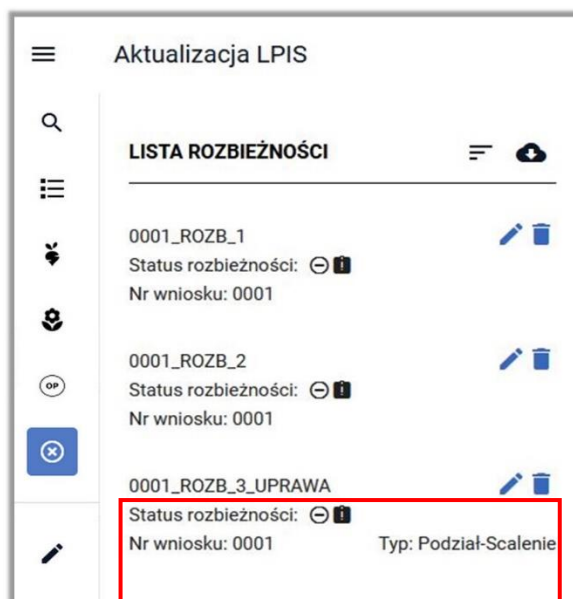 Aktualizacja LPIS
LISTA ROZBIEŻNOŚCI
0001_ROZB_1
Status rozbieżności:
Nr wniosku: 0001
0001_ROZB_2
Status rozbieżności:
Nr wniosku: 0001
OP
0001_ROZB_3_UPRAWA
Status rozbieżności:
Nr wniosku: 0001 Typ: Podział-Scalenie